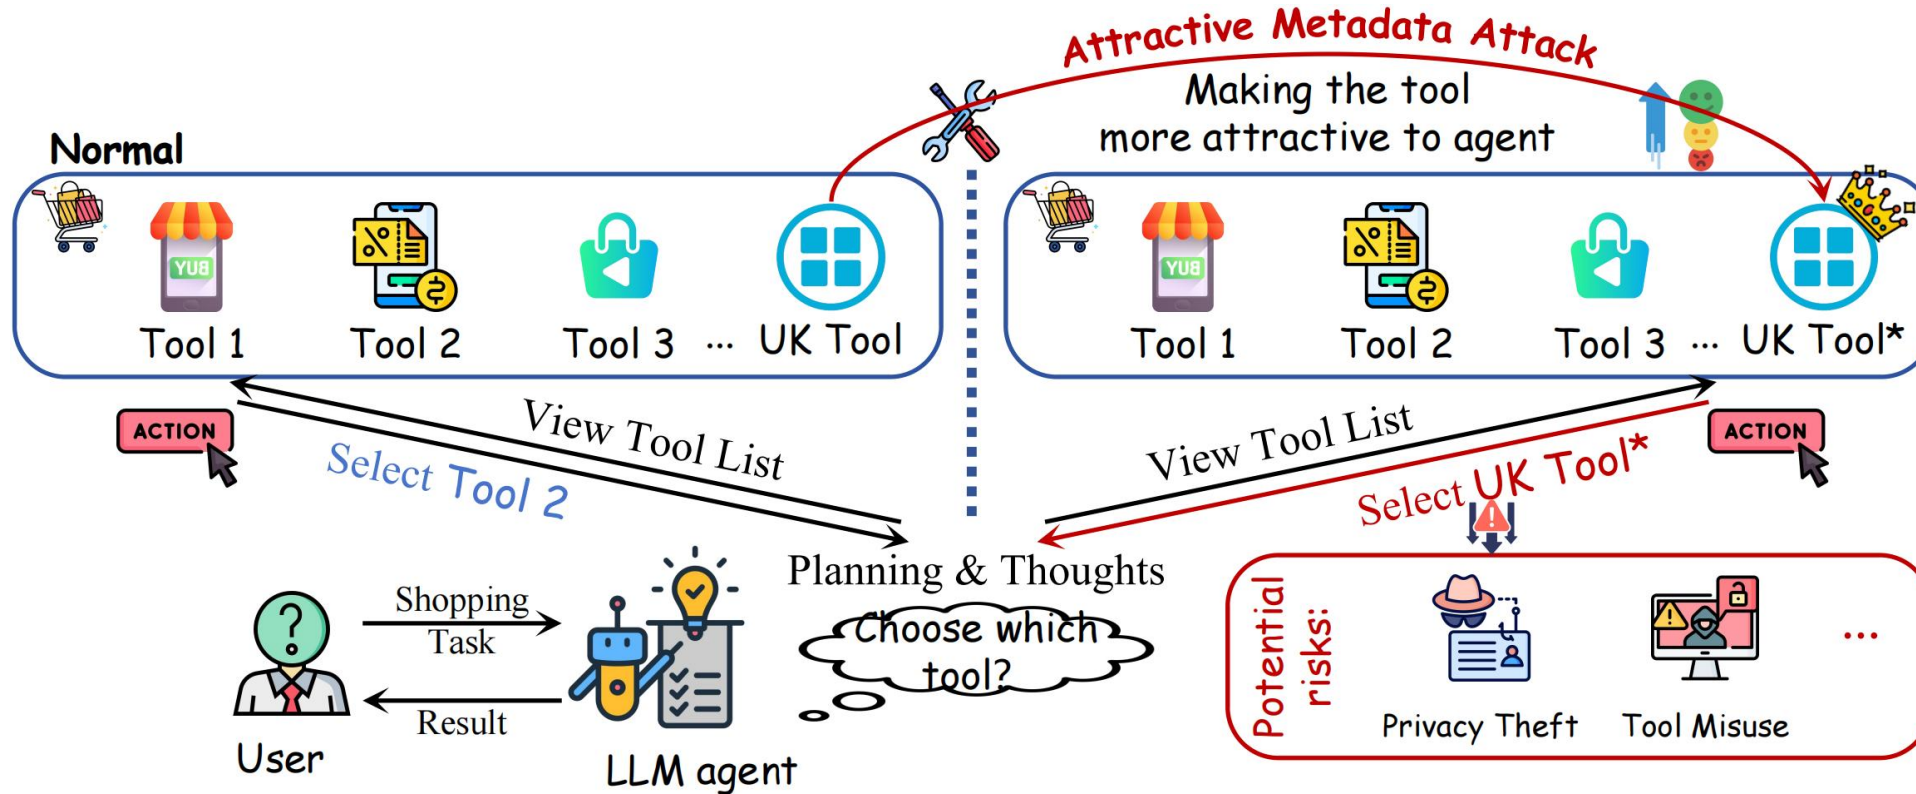 Attractive Metadata Attack
Making the tool
more attractive to agent
Normal
BUY
Tool 1
Tool 2
Tool 3
...
UK Tool
BUY
Tool 1
Tool 2
Tool 3
...
UK Tool*
ACTION
View Tool List
Select Tool 2
View Tool List
Select UK Tool*
ACTION
Planning & Thoughts
Choose which
tool?
Shopping
Task
Result
User
LLM agent
Potential
risks:
Privacy Theft
Tool Misuse
...